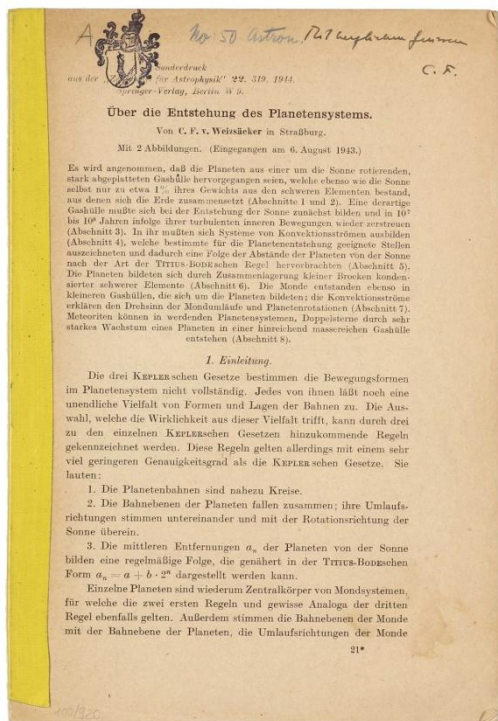 A
No. 50 Astron. Mit
C. F.
Sonderdruck
aus der „Zeitschrift für Astrophysik" 22. 319, 1944.
Springer-Verlag, Berlin W 9.
Über die Entstehung des Planetensystems.
Von C. F. v. Weizsäcker in Straßburg.
Mit 2 Abbildungen. (Eingegangen am 6. August 1943.)
Es wird angenommen, daß die Planeten aus einer um die Sonne rotierenden,
stark abgeplatteten Gashülle hervorgegangen seien, welche ebenso wie die Sonne
selbst nur zu etwa 1% ihres Gewichts aus den schweren Elementen bestand,
aus denen sich die Erde zusammensetzt (Abschnitte 1 und 2). Eine derartige
Gashülle mußte sich bei der Entstehung der Sonne zunächst bilden und in 10⁷
bis 10⁸ Jahren infolge ihrer turbulenten inneren Bewegungen wieder zerstreuen
(Abschnitt 3). In ihr mußten sich Systeme von Konvektionsströmen ausbilden
(Abschnitt 4), welche bestimmte für die Planetenentstehung geeignete Stellen
auszeichneten und dadurch eine Folge der Abstände der Planeten von der Sonne
nach der Art der TITIUS-BODESchen Regel hervorbrachten (Abschnitt 5).
Die Planeten bildeten sich durch Zusammenlagerung kleiner Brocken konden-
sierter schwerer Elemente (Abschnitt 6). Die Monde entstanden ebenso in
kleineren Gashüllen, die sich um die Planeten bildeten; die Konvektionsströme
erklären den Drehsinn der Mondumläufe und Planetenrotationen (Abschnitt 7).
Meteoriten können in werdenden Planetensystemen, Doppelsterne durch sehr
starkes Wachstum eines Planeten in einer hinreichend massereichen Gashülle
entstehen (Abschnitt 8).
1. Einleitung.
Die drei KEPLERschen Gesetze bestimmen die Bewegungsformen
im Planetensystem nicht vollständig. Jedes von ihnen läßt noch eine
unendliche Vielfalt von Formen und Lagen der Bahnen zu. Die Aus-
wahl, welche die Wirklichkeit aus dieser Vielfalt trifft, kann durch drei
zu den einzelnen KEPLERschen Gesetzen hinzukommende Regeln
gekennzeichnet werden. Diese Regeln gelten allerdings mit einem sehr
viel geringeren Genauigkeitsgrad als die KEPLERschen Gesetze. Sie
lauten:
1. Die Planetenbahnen sind nahezu Kreise.
2. Die Bahnebenen der Planeten fallen zusammen; ihre Umlaufs-
richtungen stimmen untereinander und mit der Rotationsrichtung der
Sonne überein.
3. Die mittleren Entfernungen aₙ der Planeten von der Sonne
bilden eine regelmäßige Folge, die genähert in der TITIUS-BODESchen
Form aₙ = a + b · 2ⁿ dargestellt werden kann.
Einzelne Planeten sind wiederum Zentralkörper von Mondsystemen,
für welche die zwei ersten Regeln und gewisse Analoga der dritten
Regel ebenfalls gelten. Außerdem stimmen die Bahnebenen der Monde
mit der Bahnebene der Planeten, die Umlaufsrichtungen der Monde
21*